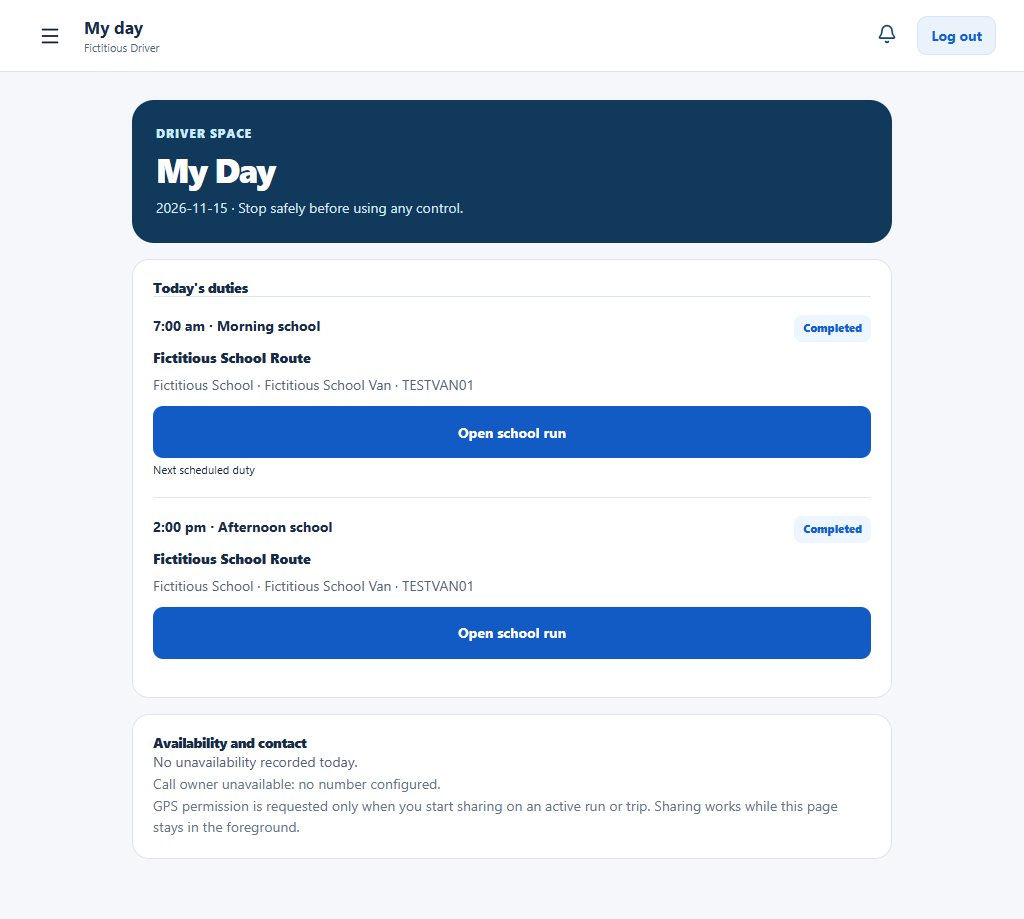 My day
Fictitious Driver
Log out
DRIVER SPACE
My Day
2026-11-15 · Stop safely before using any control.
Today's duties
7:00 am · Morning school
Completed
Fictitious School Route
Fictitious School · Fictitious School Van · TESTVAN01
Open school run
Next scheduled duty
2:00 pm · Afternoon school
Completed
Fictitious School Route
Fictitious School · Fictitious School Van · TESTVAN01
Open school run
Availability and contact
No unavailability recorded today.
Call owner unavailable: no number configured.
GPS permission is requested only when you start sharing on an active run or trip. Sharing works while this page
stays in the foreground.